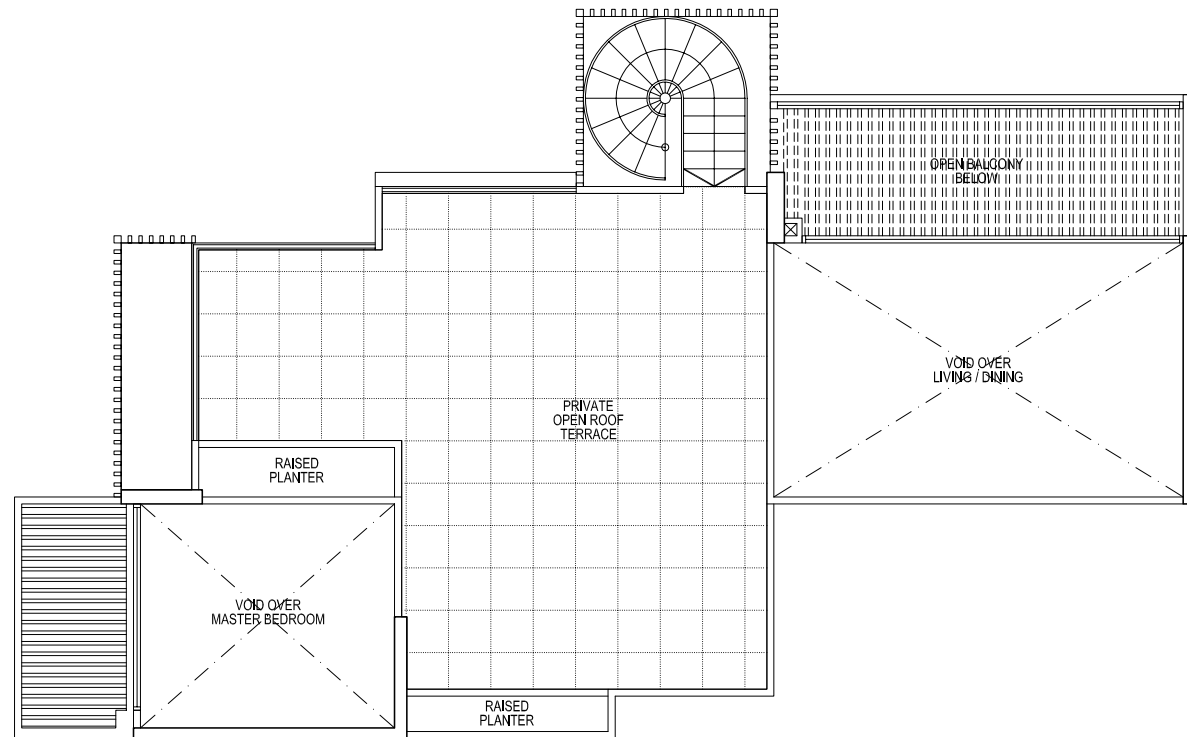 OPEN BALCONY
BELOW
VOID OVER
LIVING / DINING
PRIVATE
OPEN ROOF
TERRACE
RAISED
PLANTER
VOID OVER
MASTER BEDROOM
RAISED
PLANTER